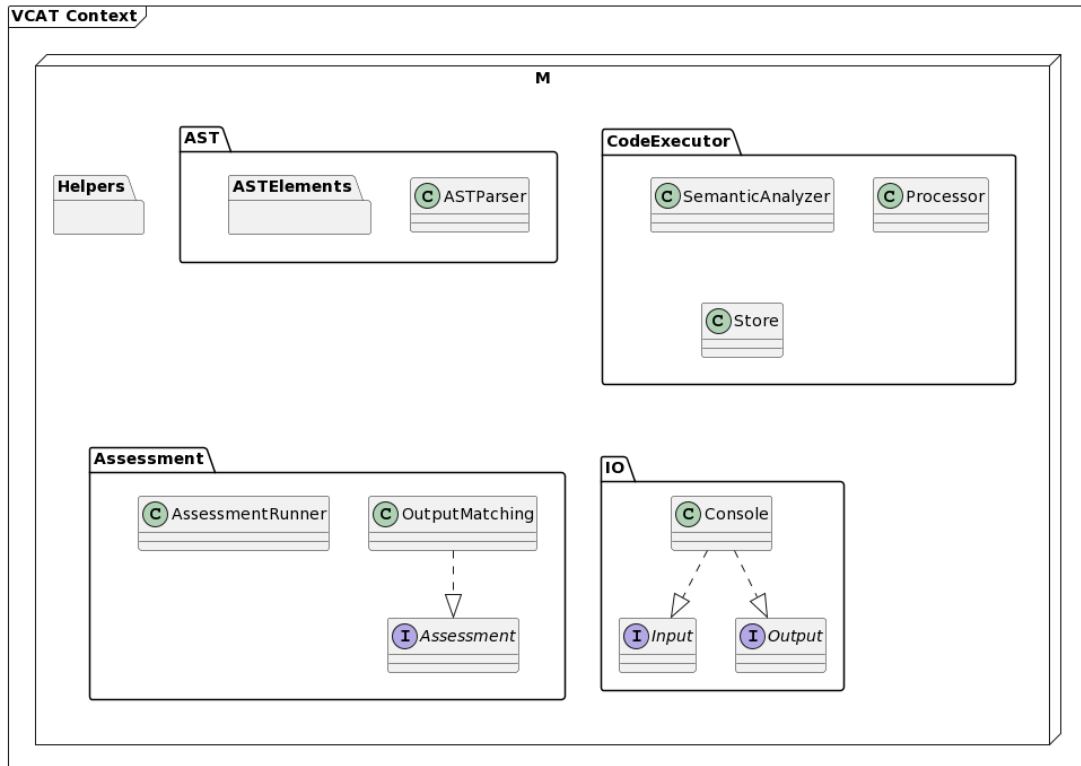 VCAT Context
M
AST
CodeExecutor
Helpers
ASTElements
C ASTParser
C SemanticAnalyzer
C Processor
C Store
Assessment
IO
C AssessmentRunner
C OutputMatching
C Console
I Assessment
I Input
I Output